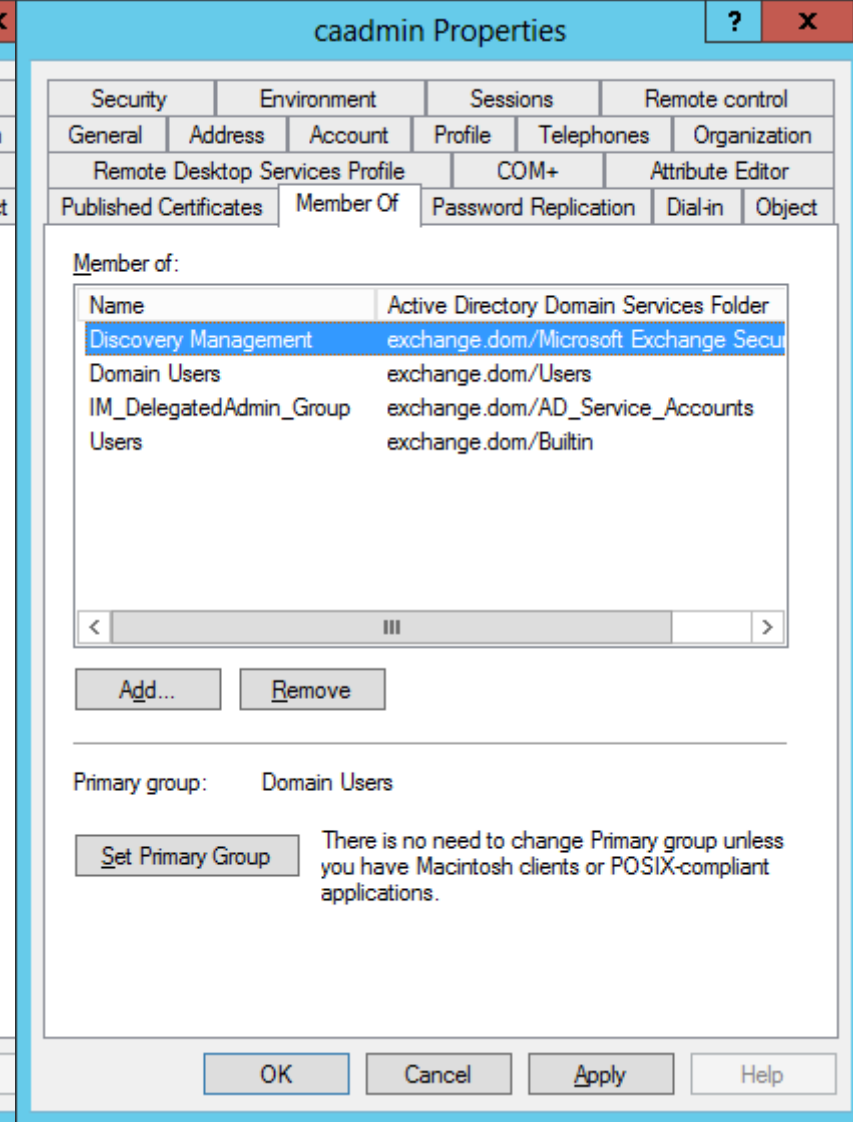 caadmin Properties
?
x
Security Environment Sessions Remote control
General Address Account Profile Telephones Organization
Remote Desktop Services Profile COM+ Attribute Editor
Published Certificates Member Of Password Replication Dial-in Object
Member of:
Name Active Directory Domain Services Folder
Discovery Management exchange.dom/Microsoft Exchange Secur
Domain Users exchange.dom/Users
IM_DelegatedAdmin_Group exchange.dom/AD_Service_Accounts
Users exchange.dom/Builtin
Add... Remove
Primary group: Domain Users
Set Primary Group
There is no need to change Primary group unless
you have Macintosh clients or POSIX-compliant
applications.
OK Cancel Apply Help